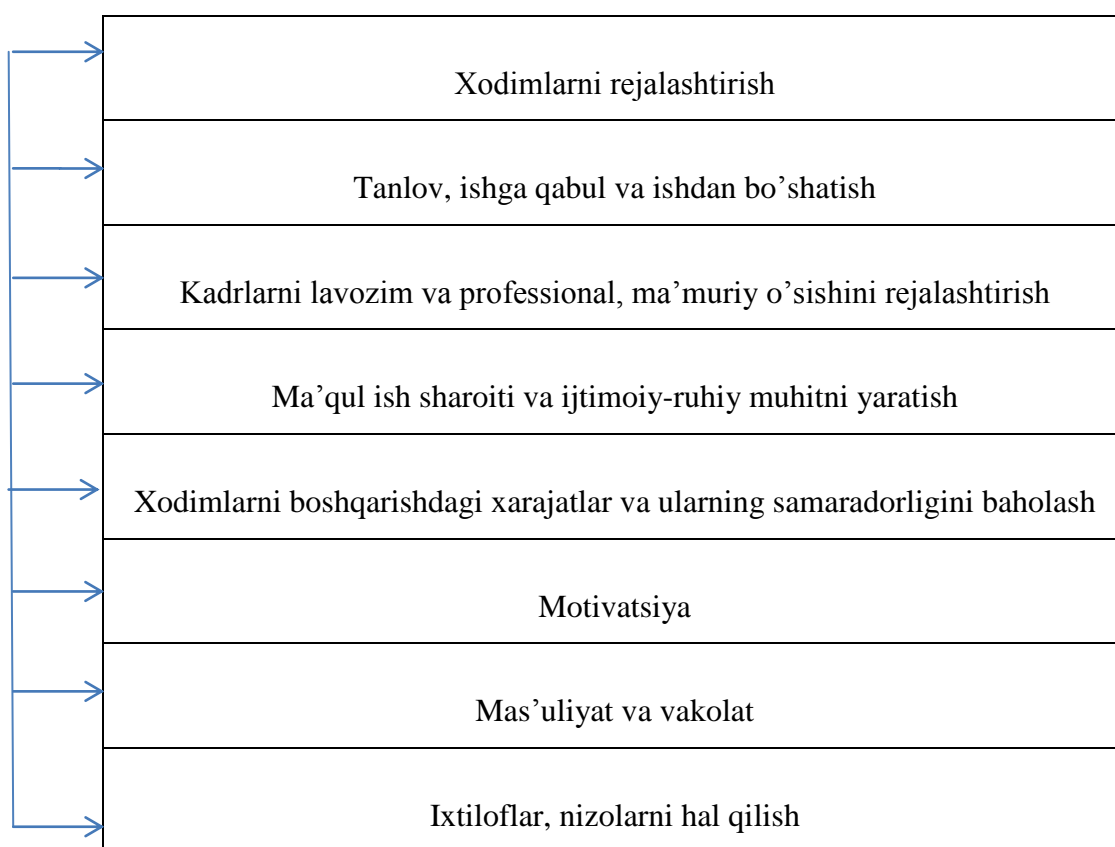 Xodimlarni rejalashtirish
Tanlov, ishga qabul va ishdan bo’shatish
Kadrlarni lavozim va professional, ma’muriy o’sishini rejalashtirish
Ma’qul ish sharoiti va ijtimoiy-ruhiy muhitni yaratish
Xodimlarni boshqarishdagi xarajatlar va ularning samaradorligini baholash
Motivatsiya
Mas’uliyat va vakolat
Ixtiloflar, nizolarni hal qilish